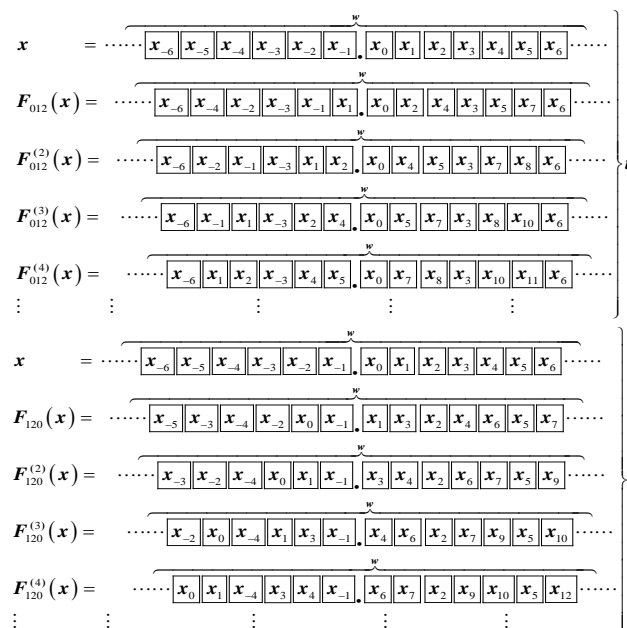 w
x = ······ x₋₆ x₋₅ x₋₄ x₋₃ x₋₂ x₋₁ . x₀ x₁ x₂ x₃ x₄ x₅ x₆ ······
w
F₀₁₂(x) = ······ x₋₆ x₋₄ x₋₂ x₋₃ x₋₁ x₁ . x₀ x₂ x₄ x₃ x₅ x₇ x₆ ······
w
F₀₁₂⁽²⁾(x) = ······ x₋₆ x₋₂ x₋₁ x₋₃ x₁ x₂ . x₀ x₄ x₅ x₃ x₇ x₈ x₆ ······
w
F₀₁₂⁽³⁾(x) = ······ x₋₆ x₋₁ x₁ x₋₃ x₂ x₄ . x₀ x₅ x₇ x₃ x₈ x₁₀ x₆ ······
w
F₀₁₂⁽⁴⁾(x) = ······ x₋₆ x₁ x₂ x₋₃ x₄ x₅ . x₀ x₇ x₈ x₃ x₁₀ x₁₁ x₆ ······
⋮ ⋮ ⋮ ⋮ ⋮
w
x = ······ x₋₆ x₋₅ x₋₄ x₋₃ x₋₂ x₋₁ . x₀ x₁ x₂ x₃ x₄ x₅ x₆ ······
w
F₁₂₀(x) = ······ x₋₅ x₋₃ x₋₄ x₋₂ x₀ x₋₁ . x₁ x₃ x₂ x₄ x₆ x₅ x₇ ······
w
F₁₂₀⁽²⁾(x) = ······ x₋₃ x₋₂ x₋₄ x₀ x₁ x₋₁ . x₃ x₄ x₂ x₆ x₇ x₅ x₉ ······
w
F₁₂₀⁽³⁾(x) = ······ x₋₂ x₀ x₋₄ x₁ x₃ x₋₁ . x₄ x₆ x₂ x₇ x₉ x₅ x₁₀ ······
w
F₁₂₀⁽⁴⁾(x) = ······ x₀ x₁ x₋₄ x₃ x₄ x₋₁ . x₆ x₇ x₂ x₉ x₁₀ x₅ x₁₂ ······
⋮ ⋮ ⋮ ⋮ ⋮